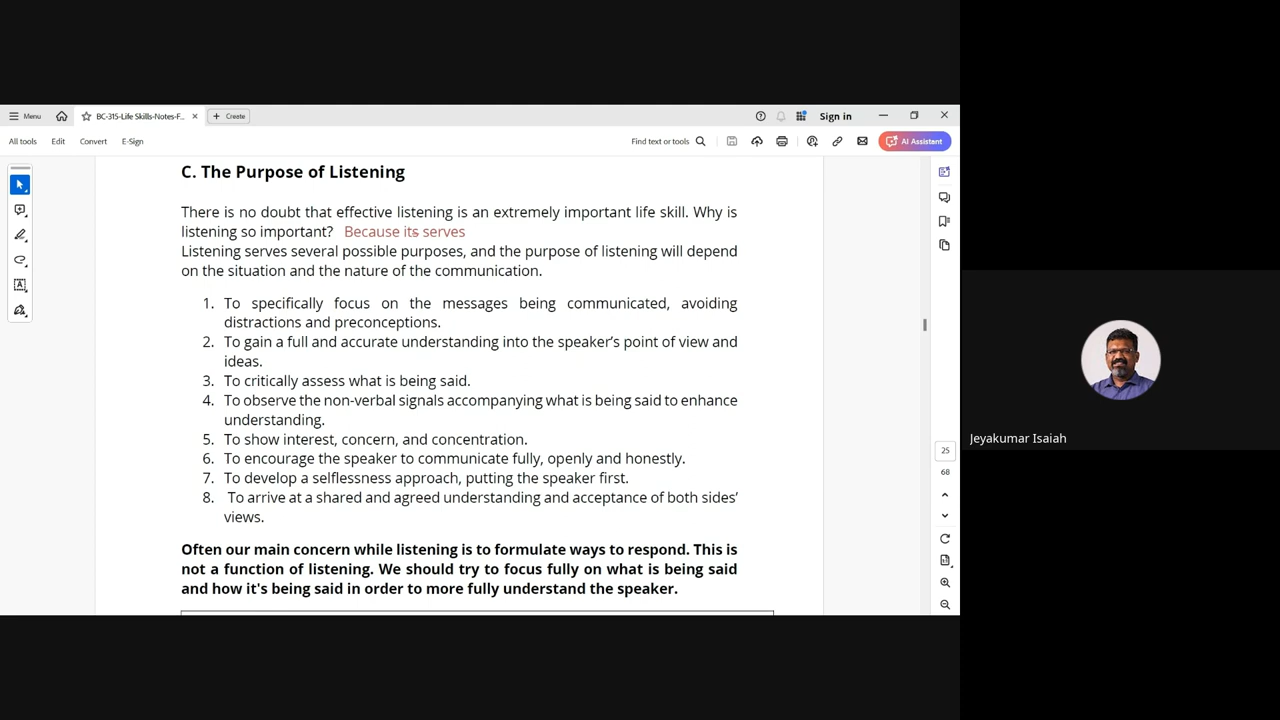 Menu
BC-315-Life Skills-Notes-F...
Create
Sign in
All tools
Edit
Convert
E-Sign
Find text or tools
AI Assistant
C. The Purpose of Listening
There is no doubt that effective listening is an extremely important life skill. Why is
listening so important? Because its serves
Listening serves several possible purposes, and the purpose of listening will depend
on the situation and the nature of the communication.
1. To specifically focus on the messages being communicated, avoiding
distractions and preconceptions.
2. To gain a full and accurate understanding into the speaker's point of view and
ideas.
3. To critically assess what is being said.
4. To observe the non-verbal signals accompanying what is being said to enhance
understanding.
5. To show interest, concern, and concentration.
6. To encourage the speaker to communicate fully, openly and honestly.
7. To develop a selflessness approach, putting the speaker first.
8. To arrive at a shared and agreed understanding and acceptance of both sides'
views.
Often our main concern while listening is to formulate ways to respond. This is
not a function of listening. We should try to focus fully on what is being said
and how it's being said in order to more fully understand the speaker.
25
68
Jeyakumar Isaiah